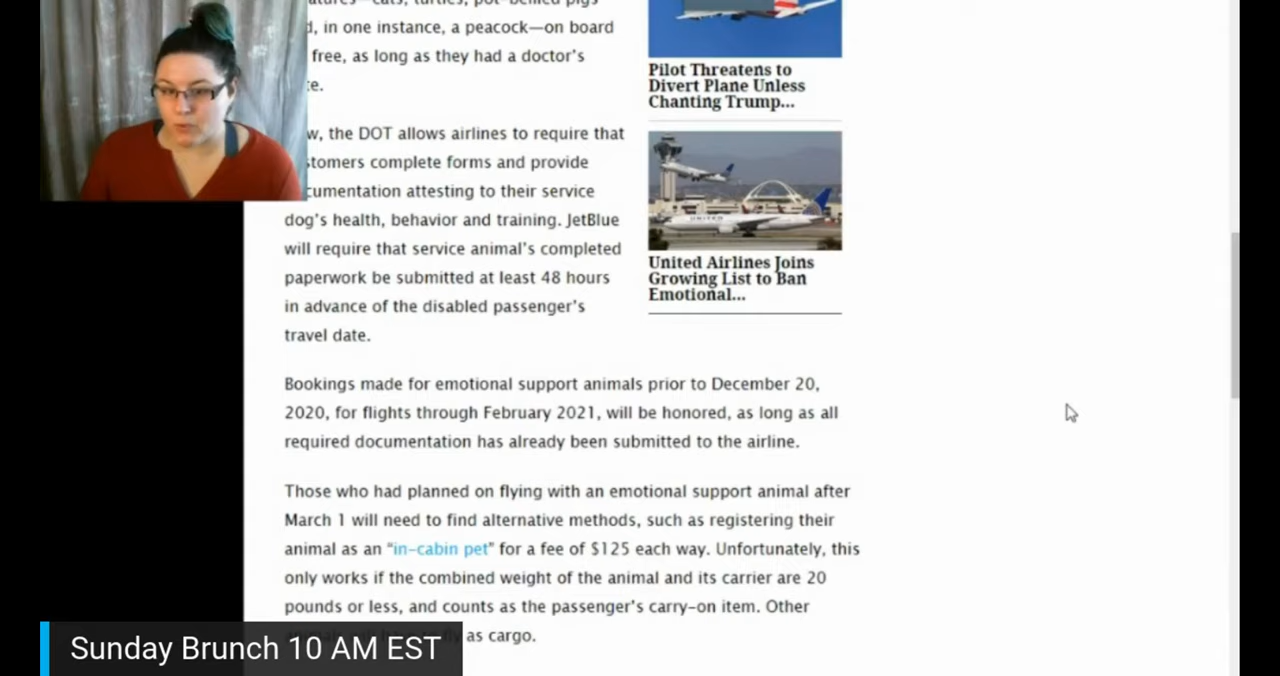 d, in one instance, a peacock—on board
free, as long as they had a doctor's
e.
w, the DOT allows airlines to require that
stomers complete forms and provide
cumentation attesting to their service
dog's health, behavior and training. JetBlue
will require that service animal's completed
paperwork be submitted at least 48 hours
in advance of the disabled passenger's
travel date.
Bookings made for emotional support animals prior to December 20,
2020, for flights through February 2021, will be honored, as long as all
required documentation has already been submitted to the airline.
Those who had planned on flying with an emotional support animal after
March 1 will need to find alternative methods, such as registering their
animal as an “in-cabin pet” for a fee of $125 each way. Unfortunately, this
only works if the combined weight of the animal and its carrier are 20
pounds or less, and counts as the passenger's carry-on item. Other
as cargo.
Pilot Threatens to
Divert Plane Unless
Chanting Trump...
UNITED
United Airlines Joins
Growing List to Ban
Emotional...
Sunday Brunch 10 AM EST